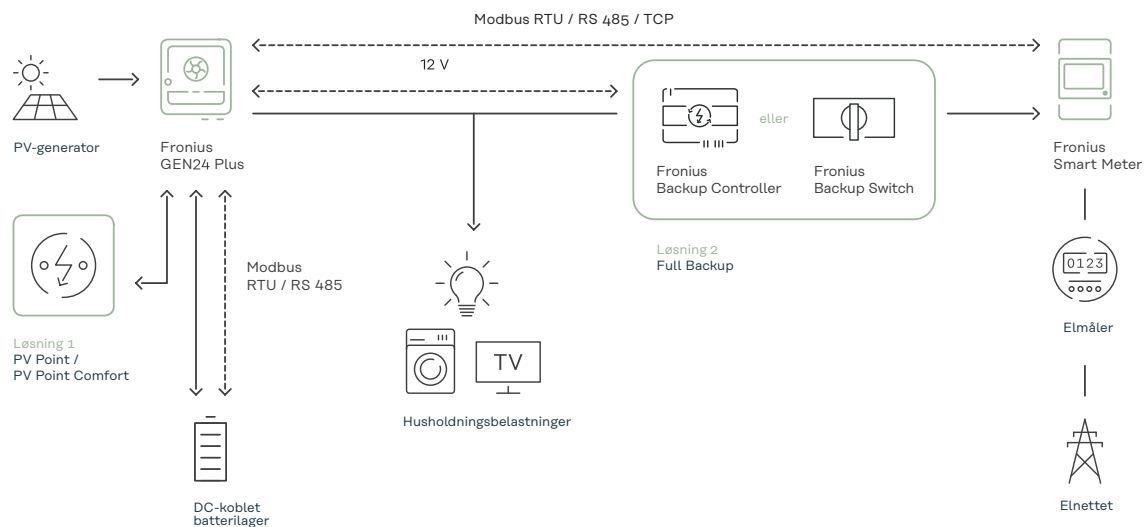 Modbus RTU / RS 485 / TCP
12 V
PV-generator
Fronius
GEN24 Plus
eller
Fronius
Backup Controller
Fronius
Backup Switch
Fronius
Smart Meter
Løsning 2
Full Backup
Modbus
RTU / RS 485
0123
Elmåler
Løsning 1
PV Point /
PV Point Comfort
TV
Husholdningsbelastninger
DC-koblet
batterilager
Elnettet